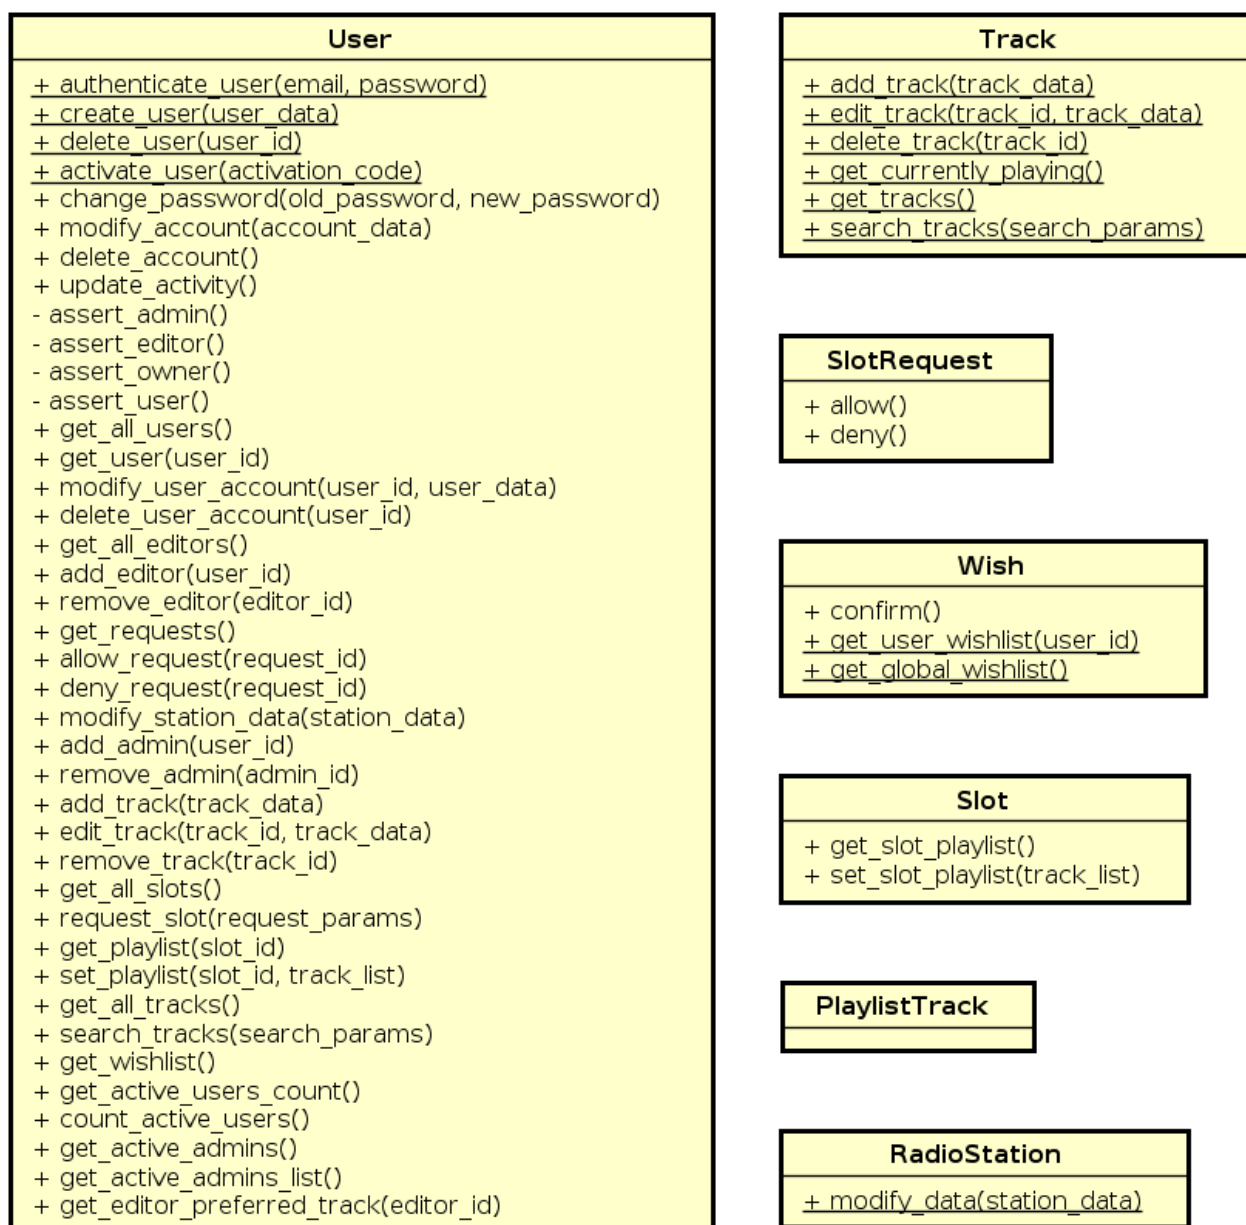 User
+ authenticate_user(email, password)
+ create_user(user_data)
+ delete_user(user_id)
+ activate_user(activation_code)
+ change_password(old_password, new_password)
+ modify_account(account_data)
+ delete_account()
+ update_activity()
- assert_admin()
- assert_editor()
- assert_owner()
- assert_user()
+ get_all_users()
+ get_user(user_id)
+ modify_user_account(user_id, user_data)
+ delete_user_account(user_id)
+ get_all_editors()
+ add_editor(user_id)
+ remove_editor(editor_id)
+ get_requests()
+ allow_request(request_id)
+ deny_request(request_id)
+ modify_station_data(station_data)
+ add_admin(user_id)
+ remove_admin(admin_id)
+ add_track(track_data)
+ edit_track(track_id, track_data)
+ remove_track(track_id)
+ get_all_slots()
+ request_slot(request_params)
+ get_playlist(slot_id)
+ set_playlist(slot_id, track_list)
+ get_all_tracks()
+ search_tracks(search_params)
+ get_wishlist()
+ get_active_users_count()
+ count_active_users()
+ get_active_admins()
+ get_active_admins_list()
+ get_editor_preferred_track(editor_id)
Track
+ add_track(track_data)
+ edit_track(track_id, track_data)
+ delete_track(track_id)
+ get_currently_playing()
+ get_tracks()
+ search_tracks(search_params)
SlotRequest
+ allow()
+ deny()
Wish
+ confirm()
+ get_user_wishlist(user_id)
+ get_global_wishlist()
Slot
+ get_slot_playlist()
+ set_slot_playlist(track_list)
PlaylistTrack
RadioStation
+ modify_data(station_data)